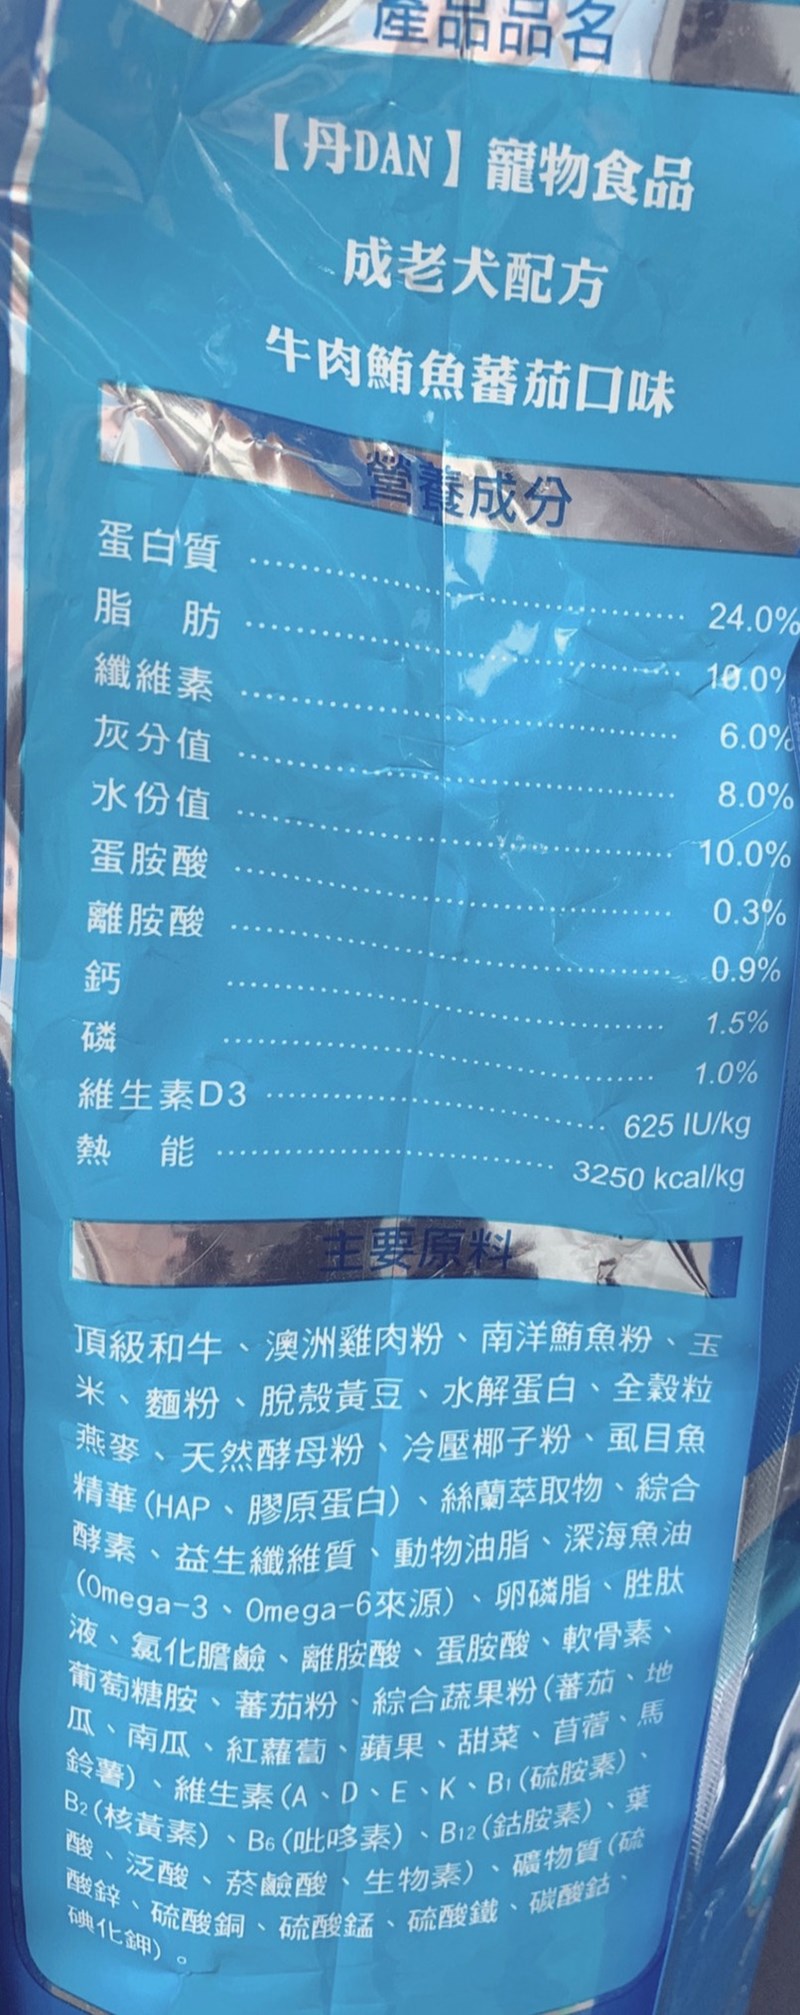 產品品名
【丹DAN】寵物食品
成老犬配方
牛肉鮪魚蕃茄口味
營養成分
蛋白質 24.0%
脂 肪 10.0%
纖維素 6.0%
灰分值 8.0%
水份值 10.0%
蛋胺酸 0.3%
離胺酸 0.9%
鈣 1.5%
磷 1.0%
維生素D3 625 IU/kg
熱 能 3250 kcal/kg
主要原料
頂級和牛、澳洲雞肉粉、南洋鮪魚粉、玉
米、麵粉、脫殼黃豆、水解蛋白、全穀粒
燕麥、天然酵母粉、冷壓椰子粉、虱目魚
精華(HAP、膠原蛋白)、絲蘭萃取物、綜合
酵素、益生纖維質、動物油脂、深海魚油
(Omega-3、Omega-6來源)、卵磷脂、胜肽
液、氯化膽鹼、離胺酸、蛋胺酸、軟骨素、
葡萄糖胺、蕃茄粉、綜合蔬果粉(蕃茄、地
瓜、南瓜、紅蘿蔔、蘋果、甜菜、苜蓿、馬
鈴薯)、維生素(A、D、E、K、B1(硫胺素)、
B2(核黃素)、B6(吡哆素)、B12(鈷胺素)、葉
酸、泛酸、菸鹼酸、生物素)、礦物質(硫
酸鋅、硫酸銅、硫酸錳、硫酸鐵、碳酸鈷、
碘化鉀)。